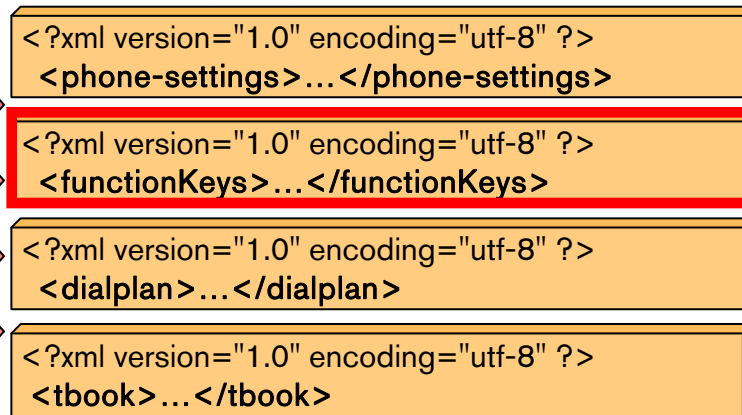 <?xml version="1.0" encoding="utf-8" ?>
<phone-settings>...</phone-settings>
<?xml version="1.0" encoding="utf-8" ?>
<functionKeys>...</functionKeys>
<?xml version="1.0" encoding="utf-8" ?>
<dialplan>...</dialplan>
<?xml version="1.0" encoding="utf-8" ?>
<tbook>...</tbook>